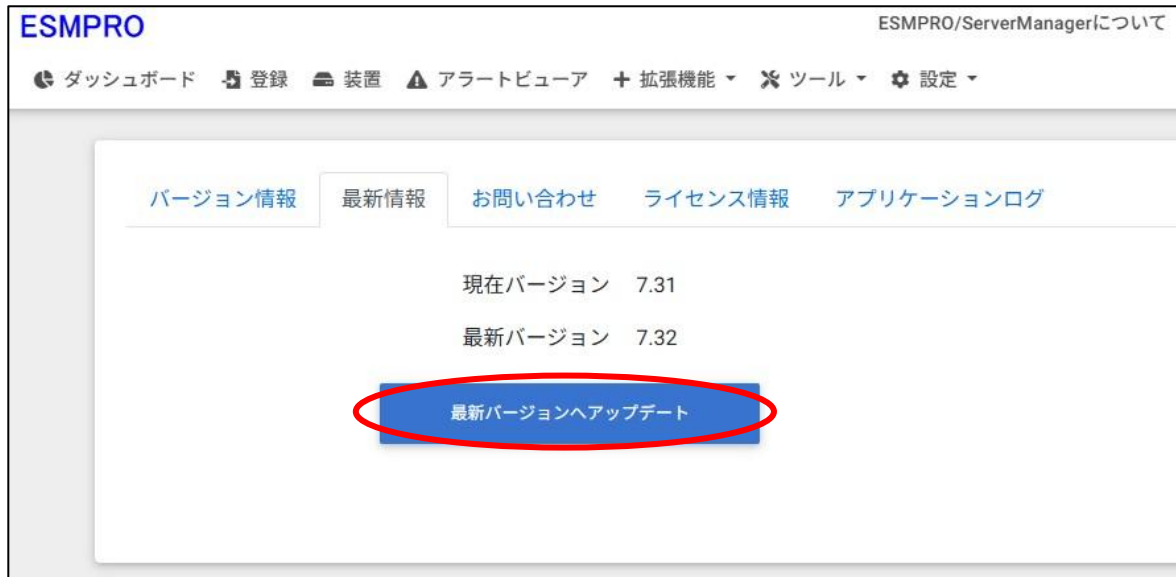 ESMPRO
ESMPRO/ServerManagerについて
ダッシュボード 登録 装置 アラートビューア 拡張機能 ツール 設定
バージョン情報 最新情報 お問い合わせ ライセンス情報 アプリケーションログ
現在バージョン 7.31
最新バージョン 7.32
最新バージョンへアップデート